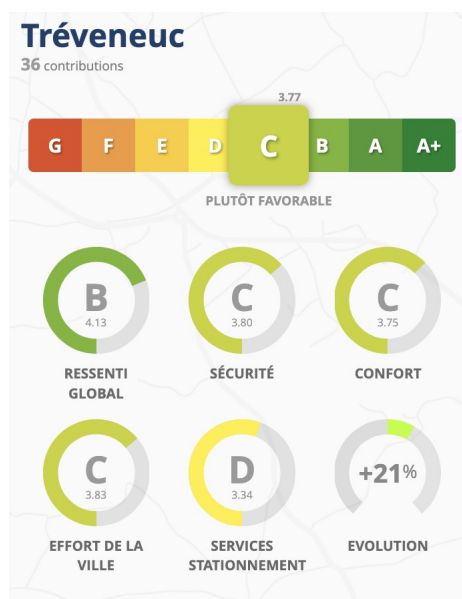 Tréveneuc
36 contributions
3.77
G F E D C B A A+
PLUTÔT FAVORABLE
B
4.13
RESSENTI
GLOBAL
C
3.80
SÉCURITÉ
C
3.75
CONFORT
C
3.83
EFFORT DE LA
VILLE
D
3.34
SERVICES
STATIONNEMENT
+21%
EVOLUTION